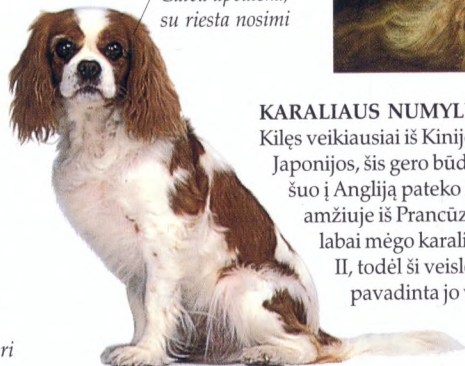 su riesta nosimi
KARALIAUS NUMYL
Kilęs veikiausiai iš Kinijo
Japonijos, šis gero būd
šuo į Angliją pateko
amžiuje iš Prancūz
labai mėgo karali
II, todėl ši veisl
pavadinta jo v
ri